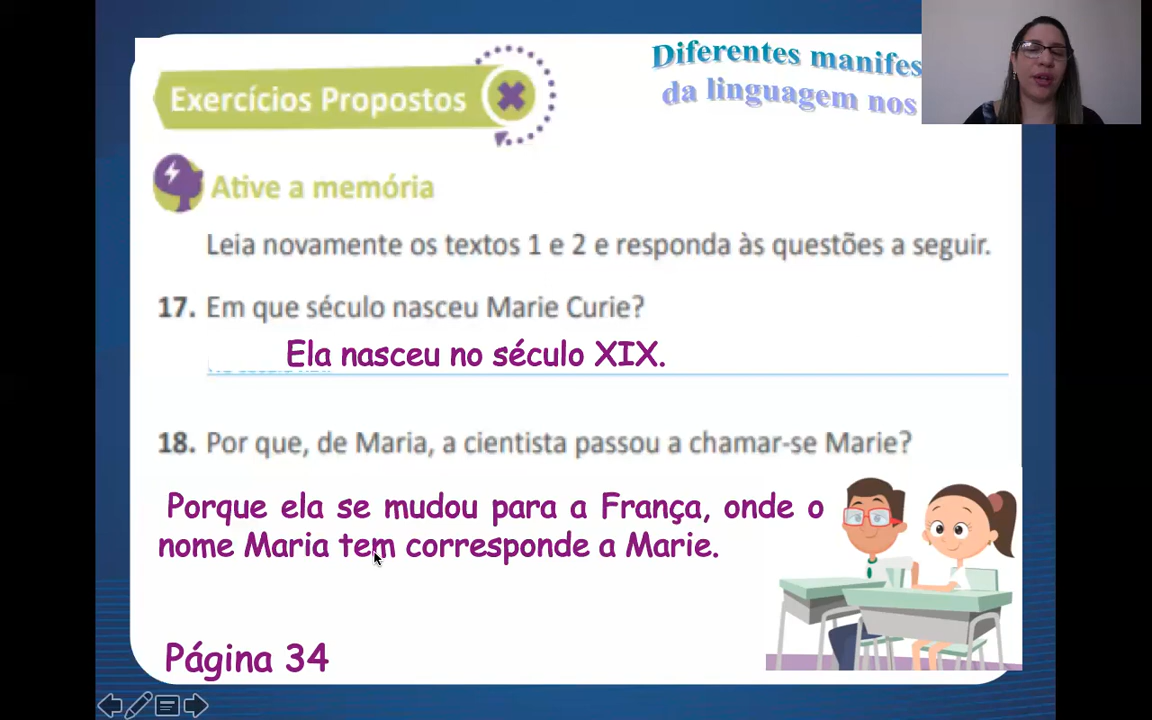 Exercícios Propostos
Diferentes
da linguagem nos
Ative a memória
Leia novamente os textos 1 e 2 e responda às questões a seguir.
17. Em que século nasceu Marie Curie?
Ela nasceu no século XIX.
18. Por que, de Maria, a cientista passou a chamar-se Marie?
Porque ela se mudou para a França, onde o
nome Maria tem corresponde a Marie.
Página 34